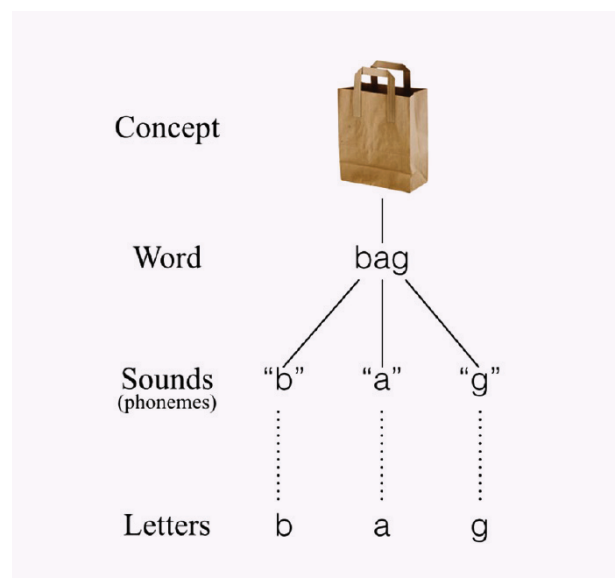 Concept
Word bag
Sounds “b” “a” “g”
(phonemes)
Letters b a g